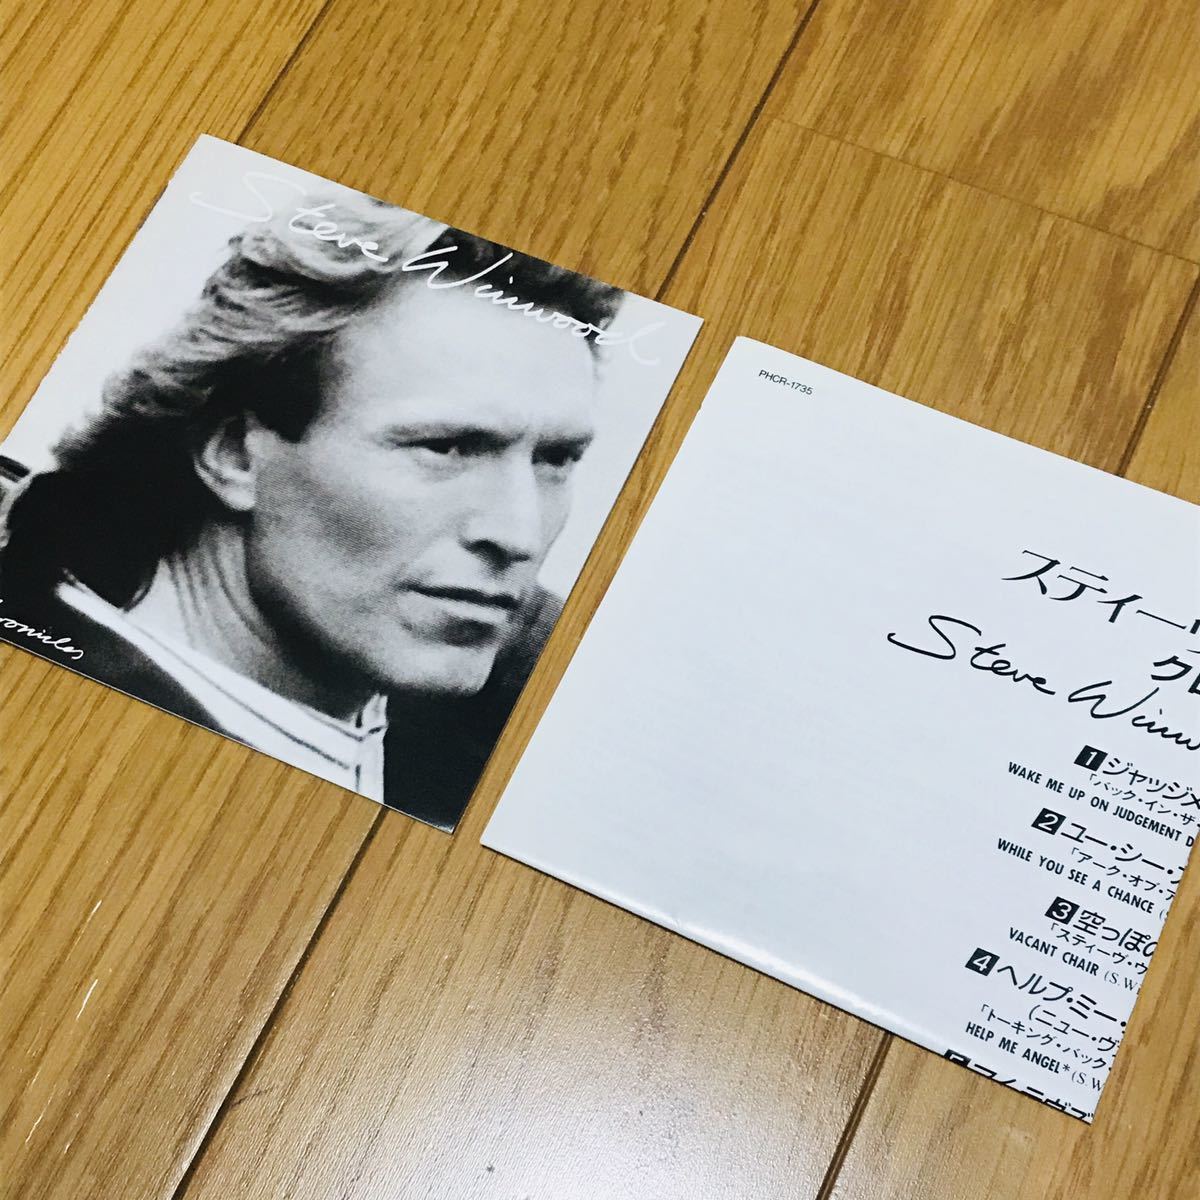 Steve Winwood
PHCR-1735
スティー
Steve Winw
1 ジャッジメ
「バック・イン・ザ・
WAKE ME UP ON JUDGEMENT D
2 ユー・シー・
「アーク・オブ・ア
WHILE YOU SEE A CHANCE
3 空っぽの
「スティーヴ・ウ
VACANT CHAIR (S.W
4 ヘルプ・ミー・
(ニュー・ヴ
「トーキング・バック・
HELP ME ANGEL* (S.W